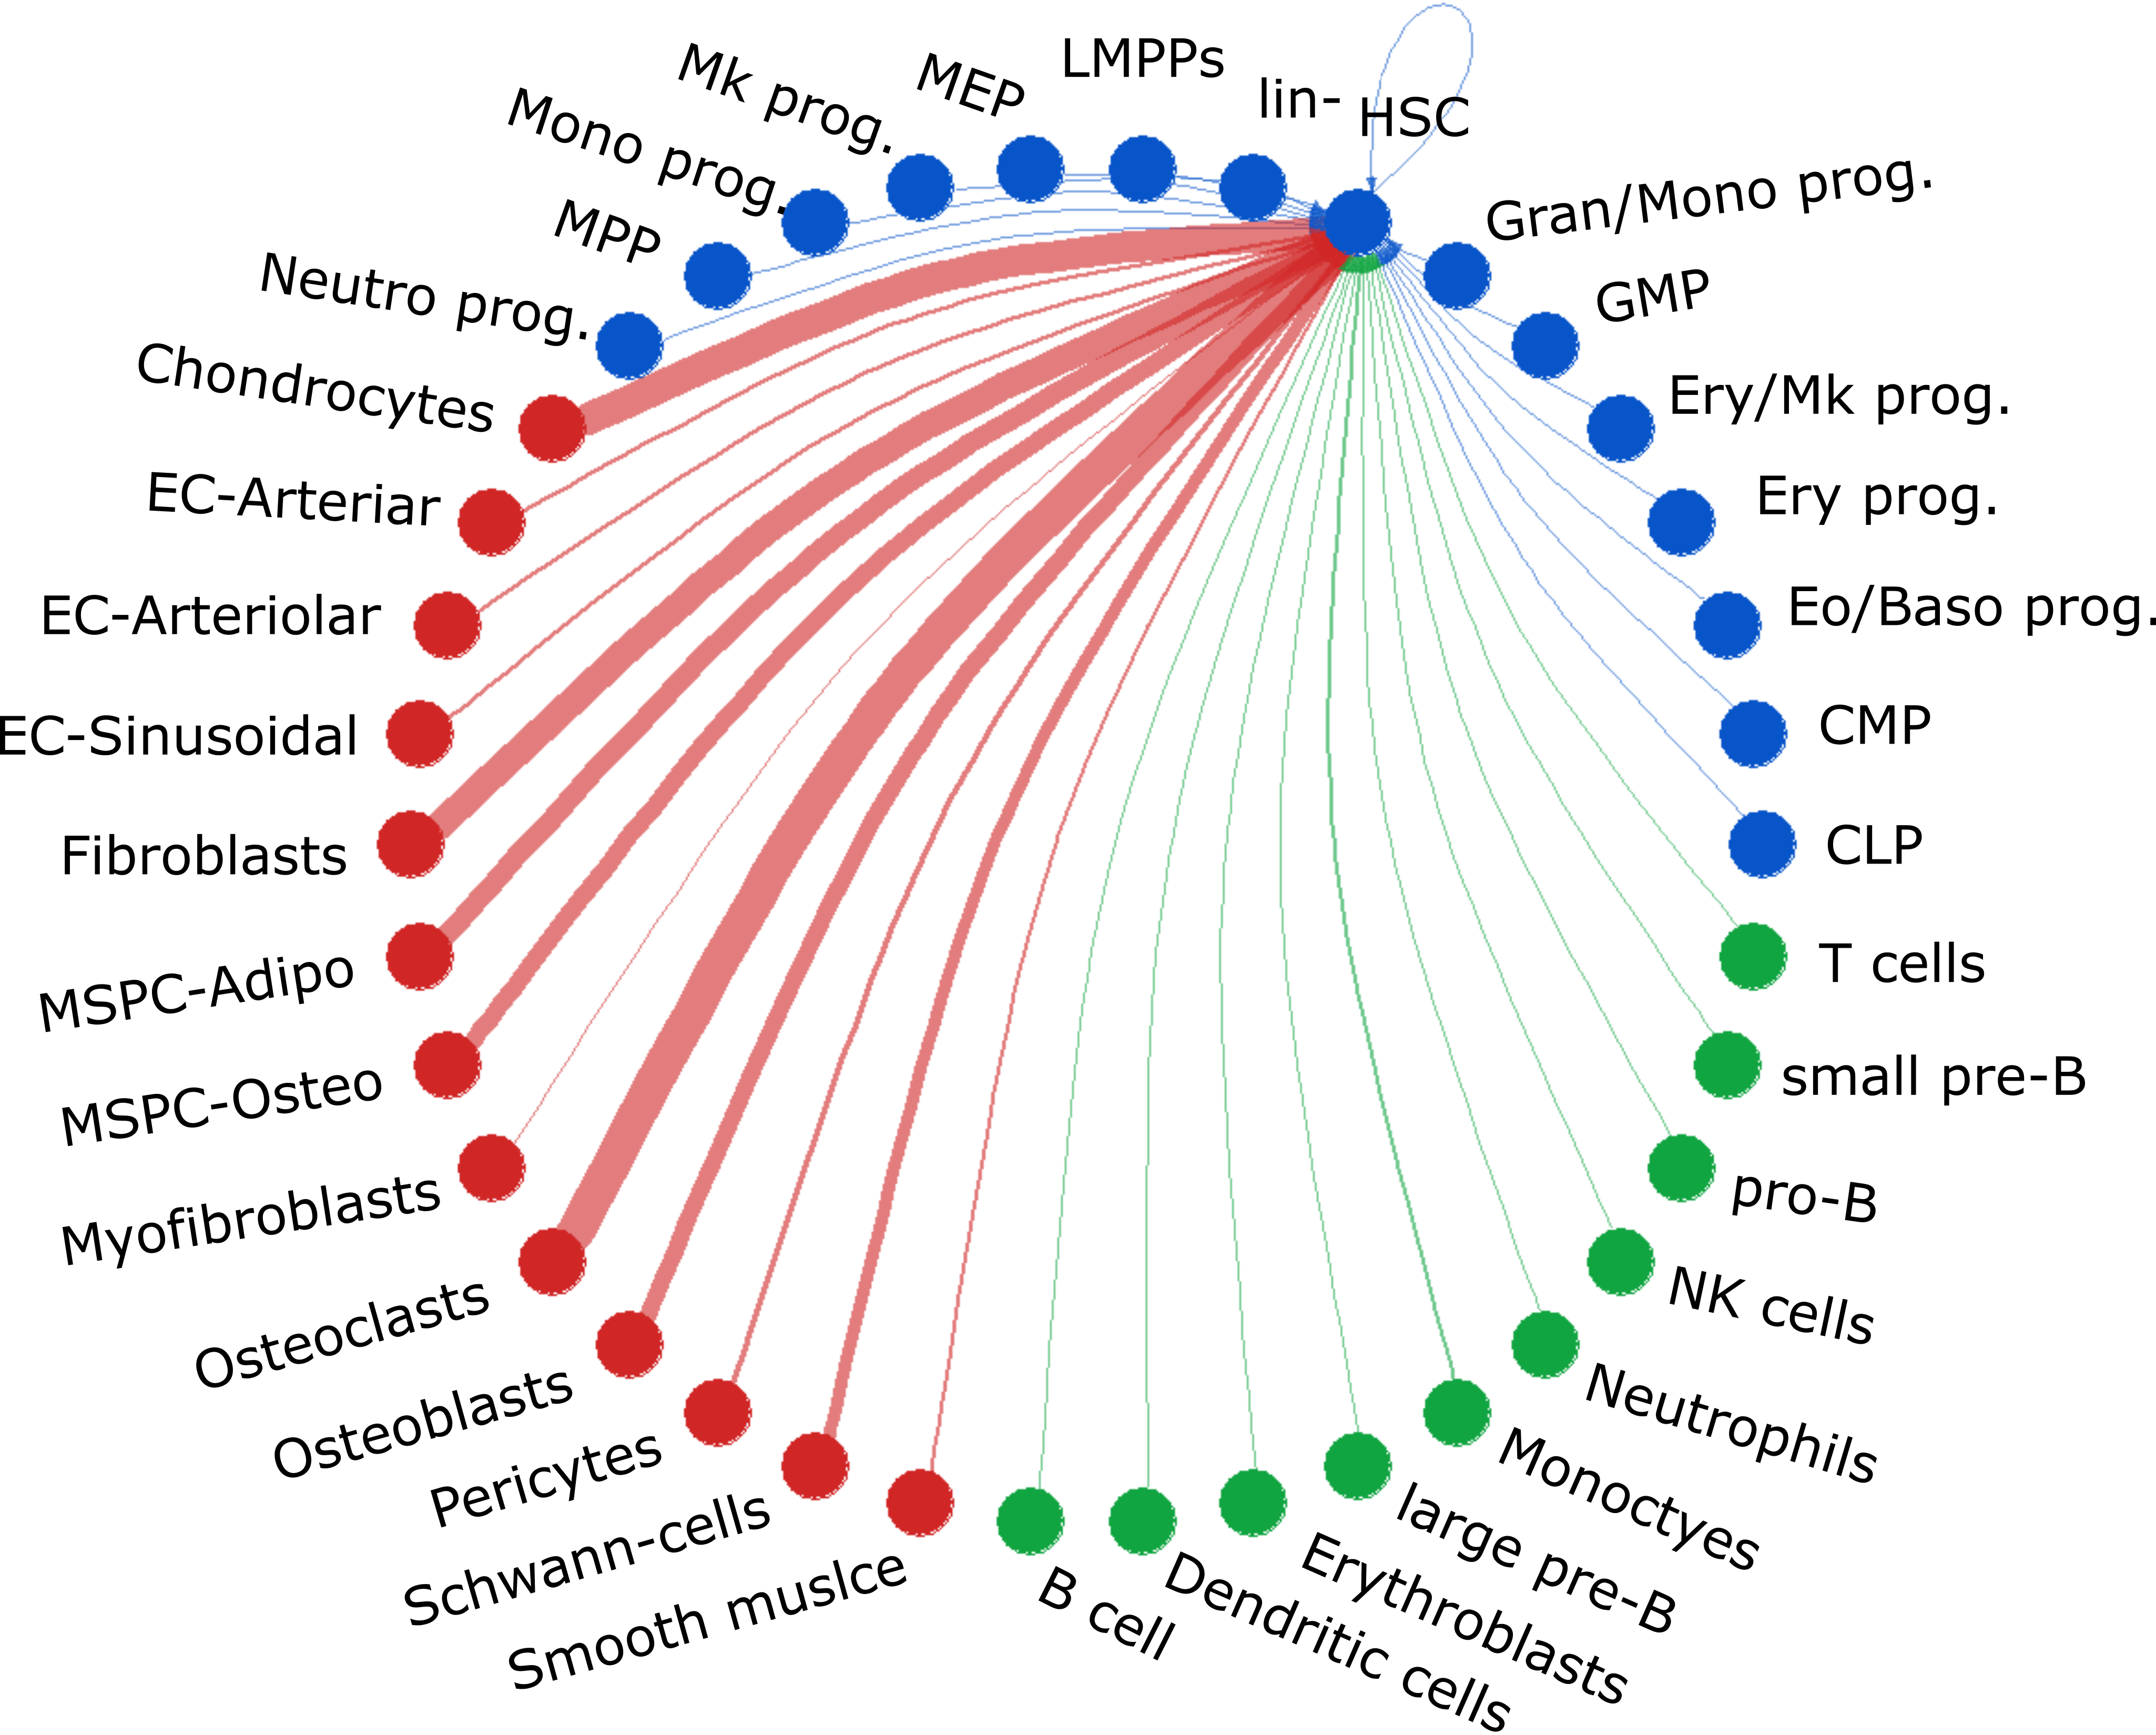 LMPPs
lin-
HSC
MEP
Mk prog.
Mono prog.
MPP
Neutro prog.
Chondrocytes
EC-Arteriar
EC-Arteriolar
EC-Sinusoidal
Fibroblasts
MSPC-Adipo
MSPC-Osteo
Myofibroblasts
Osteoclasts
Osteoblasts
Pericytes
Schwann-cells
Smooth muslce
B cell
Dendritic cells
Erythroblasts
large pre-B
Monoctyes
Neutrophils
NK cells
pro-B
small pre-B
T cells
CLP
CMP
Eo/Baso prog.
Ery prog.
Ery/Mk prog.
GMP
Gran/Mono prog.